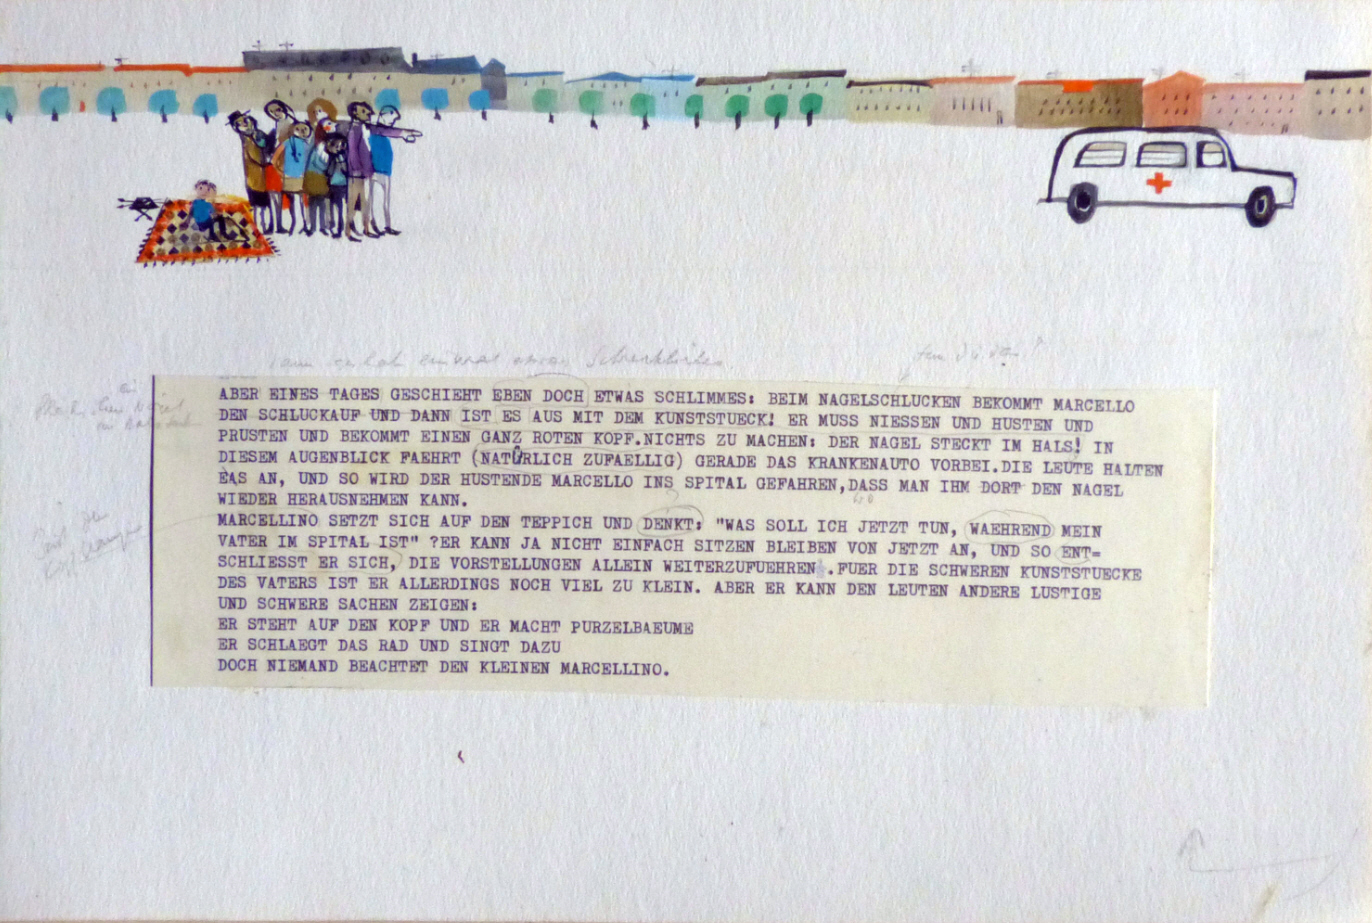 ABER EINES TAGES GESCHIEHT EBEN DOCH ETWAS SCHLIMMES: BEIM NAGELSCHLUCKEN BEKOMMT MARCELLO
DEN SCHLUCKAUF UND DANN IST ES AUS MIT DEM KUNSTSTUECK! ER MUSS NIESSEN UND HUSTEN UND
PRUSTEN UND BEKOMMT EINEN GANZ ROTEN KOPF.NICHTS ZU MACHEN: DER NAGEL STECKT IM HALS! IN
DIESEM AUGENBLICK FAEHRT (NATÜRLICH ZUFAELLIG) GERADE DAS KRANKENAUTO VORBEI.DIE LEUTE HALTEN
ES AN, UND SO WIRD DER HUSTENDE MARCELLO INS SPITAL GEFAHREN,DASS MAN IHM DORT DEN NAGEL
WIEDER HERAUSNEHMEN KANN.
MARCELLINO SETZT SICH AUF DEN TEPPICH UND DENKT: "WAS SOLL ICH JETZT TUN, WAEHREND MEIN
VATER IM SPITAL IST" ?ER KANN JA NICHT EINFACH SITZEN BLEIBEN VON JETZT AN, UND SO ENT=
SCHLIESST ER SICH, DIE VORSTELLUNGEN ALLEIN WEITERZUFUEHREN.FUER DIE SCHWEREN KUNSTSTUECKE
DES VATERS IST ER ALLERDINGS NOCH VIEL ZU KLEIN. ABER ER KANN DEN LEUTEN ANDERE LUSTIGE
UND SCHWERE SACHEN ZEIGEN:
ER STEHT AUF DEN KOPF UND ER MACHT PURZELBAEUME
ER SCHLAEGT DAS RAD UND SINGT DAZU
DOCH NIEMAND BEACHTET DEN KLEINEN MARCELLINO.